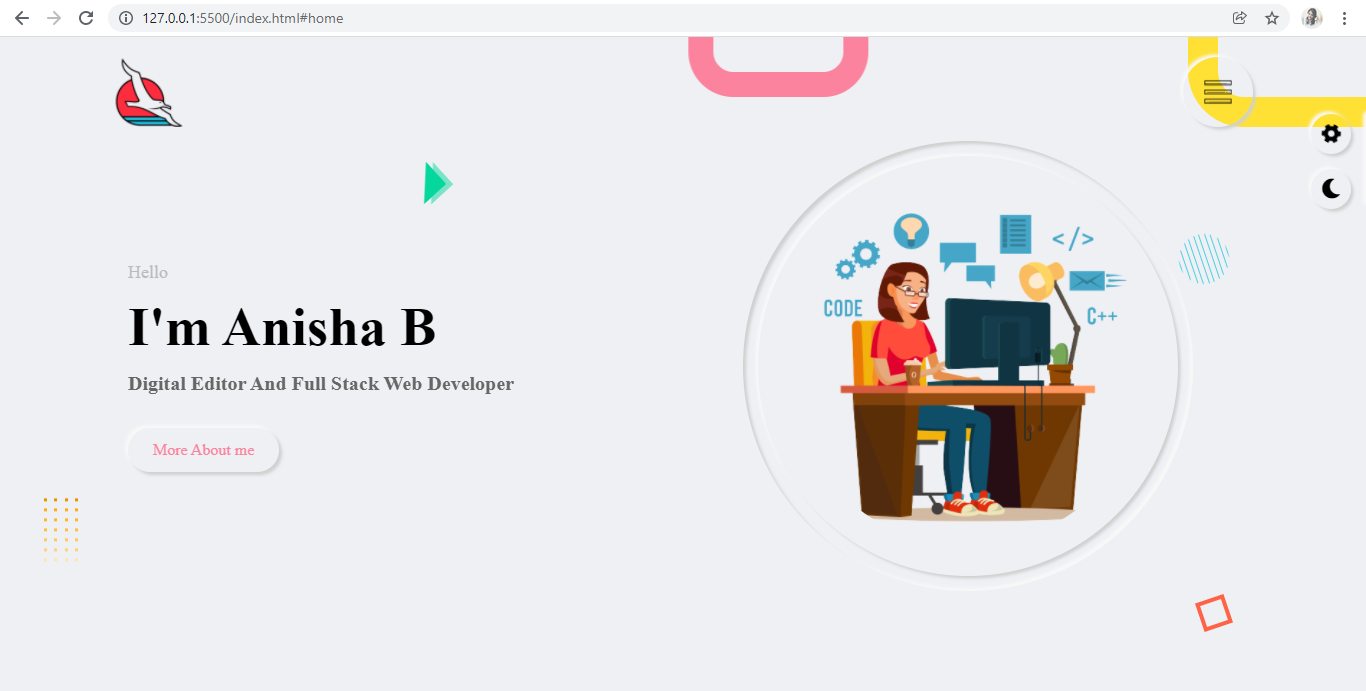 127.0.0.1:5500/index.html#home
Hello
I'm Anisha B
Digital Editor And Full Stack Web Developer
More About me
</>
CODE
C++